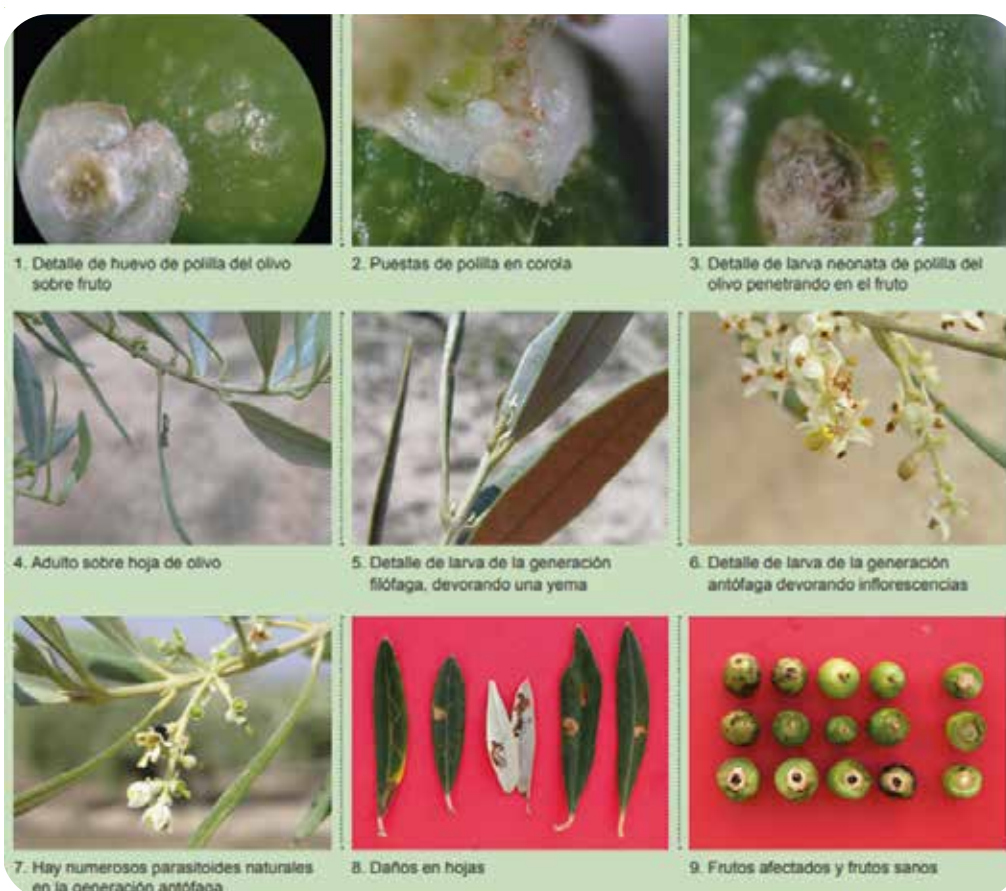 1. Detalle de huevo de polilla del olivo
sobre fruto
2. Puestas de polilla en corola
3. Detalle de larva neonata de polilla del
olivo penetrando en el fruto
4. Adulto sobre hoja de olivo
5. Detalle de larva de la generación
filófaga, devorando una yema
6. Detalle de larva de la generación
antófaga devorando inflorescencias
7. Hay numerosos parasitoides naturales
en la generación antófaga
8. Daños en hojas
9. Frutos afectados y frutos sanos